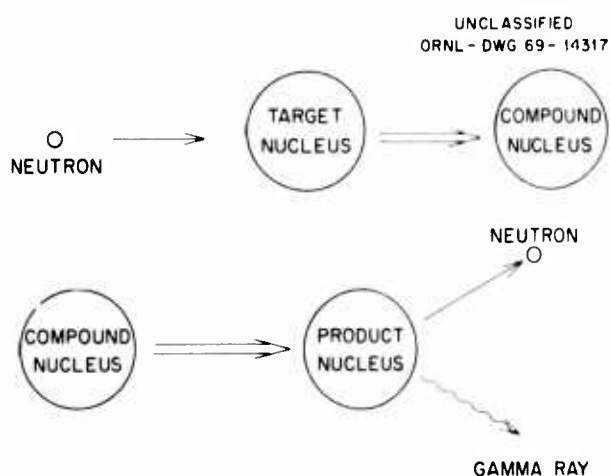 UNCLASSIFIED
ORNL - DWG 69 - 14317
NEUTRON
TARGET
NUCLEUS
COMPOUND
NUCLEUS
COMPOUND
NUCLEUS
PRODUCT
NUCLEUS
NEUTRON
GAMMA RAY